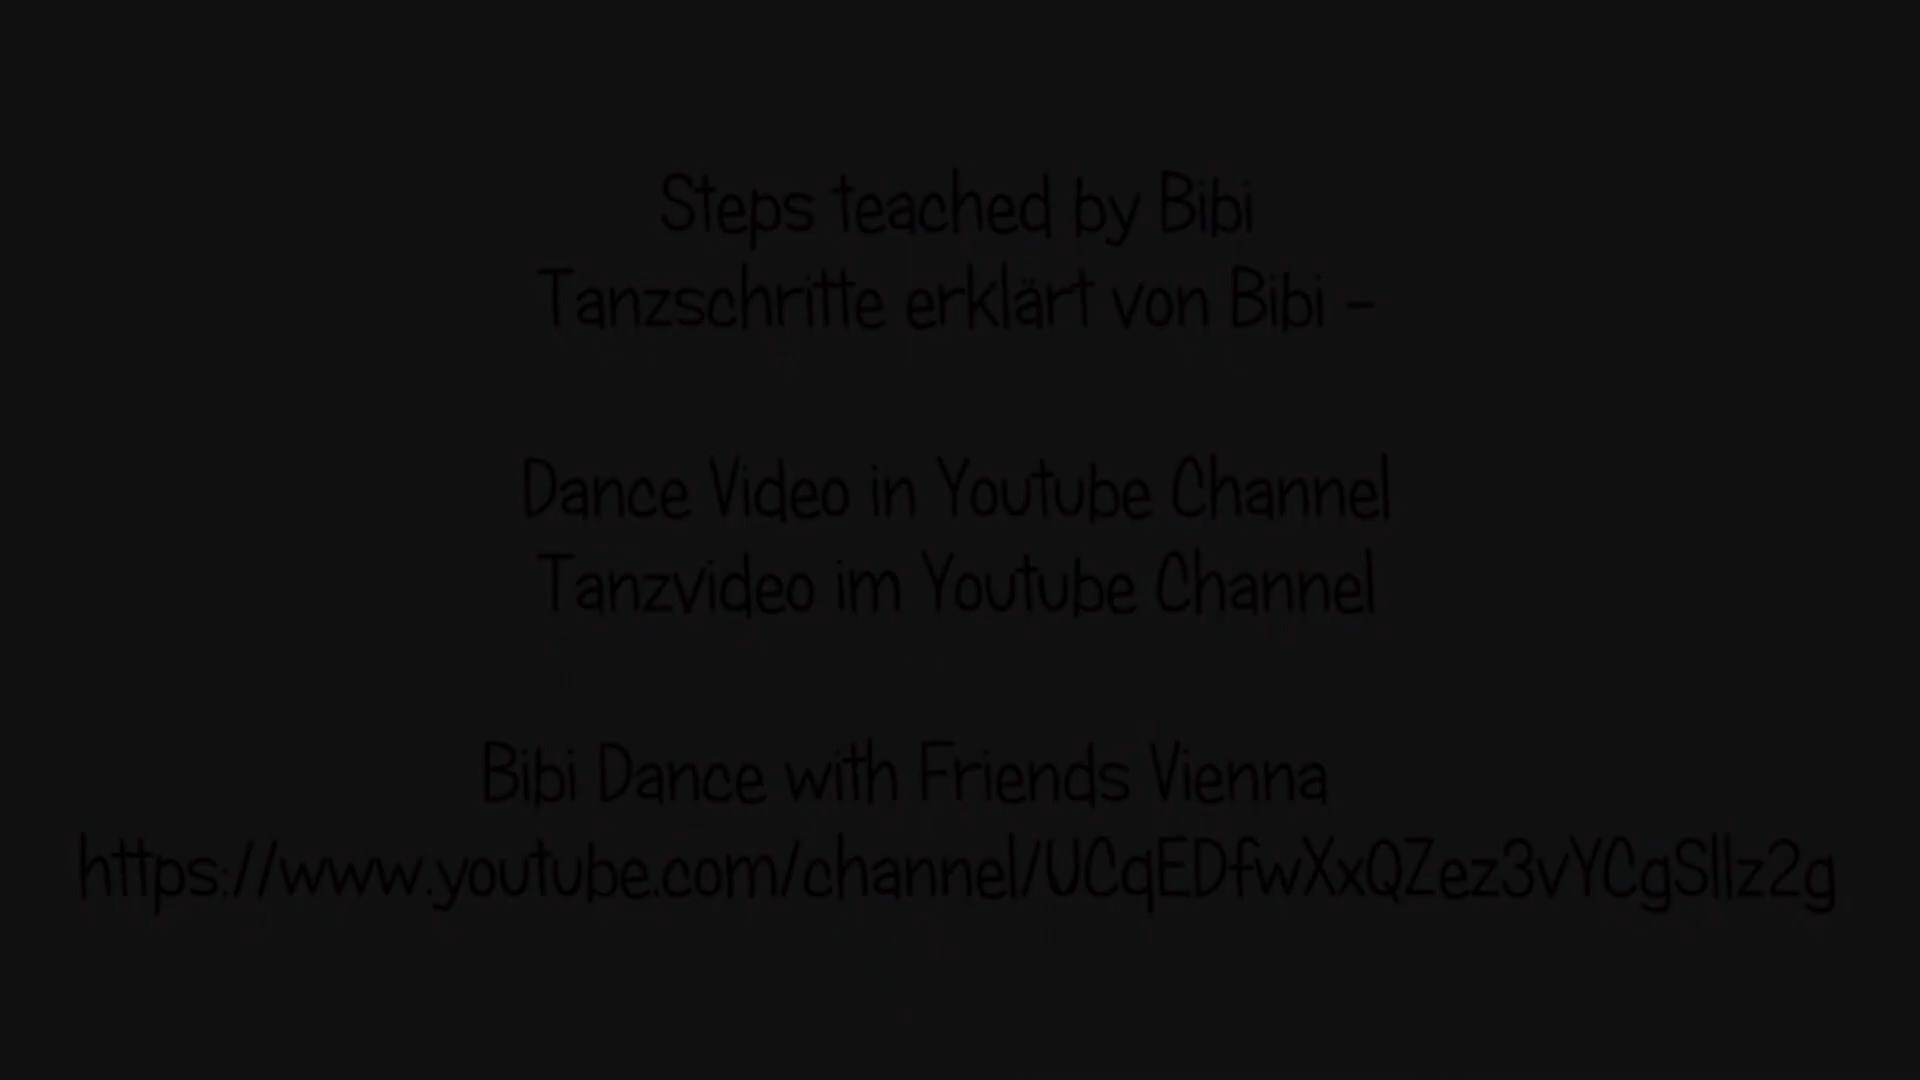 Steps teached by Bibi
Tanzschritte erklärt von Bibi -
Dance Video in Youtube Channel
Tanzvideo im Youtube Channel
Bibi Dance with Friends Vienna
https://www.youtube.com/channel/UCqEDfwXxQZez3vYCgSllz2g